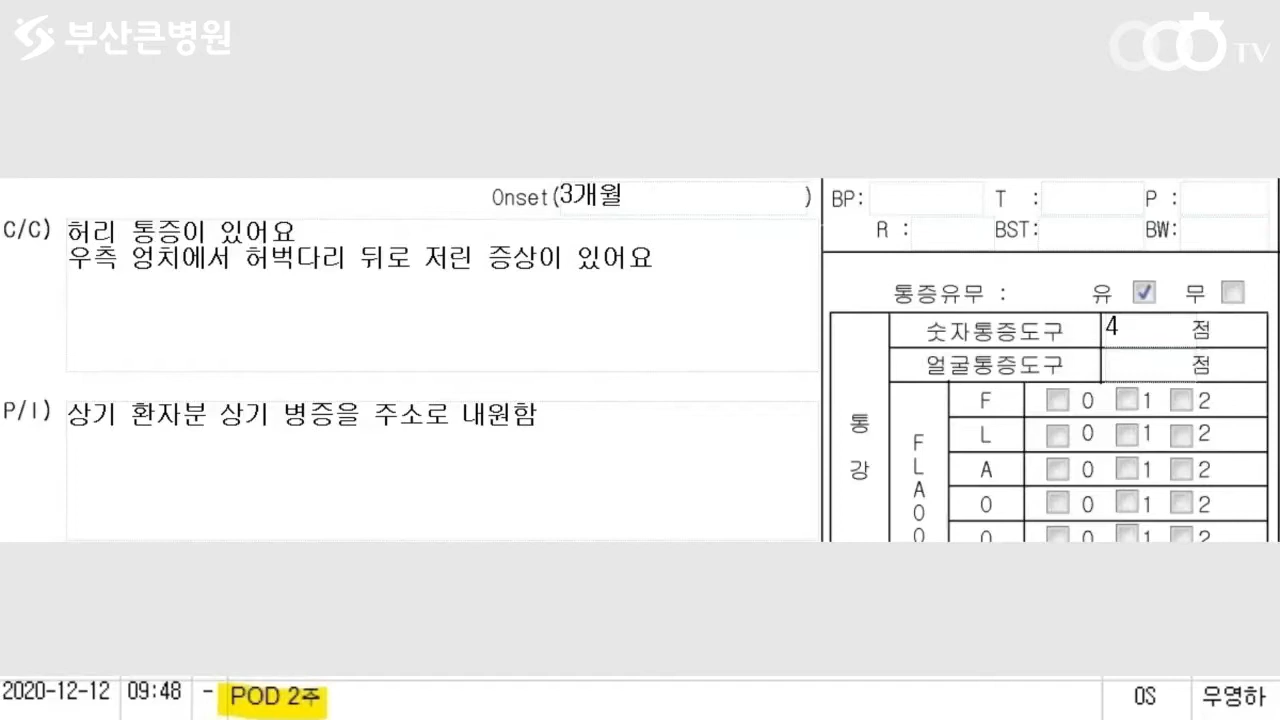 부산큰병원
TV
Onset(3개월 )
BP: T : P :
C/C) 허리 통증이 있어요
R : BST: BW:
우측 엉치에서 허벅다리 뒤로 저린 증상이 있어요
통증유무 : 유 무
숫자통증도구 4 점
얼굴통증도구 점
P/I) 상기 환자분 상기 병증을 주소로 내원함
통
강
F
L
A
O
O
F 0 1 2
L 0 1 2
A 0 1 2
O 0 1 2
O 0 1 2
2020-12-12 09:48 - POD 2주 OS 우영하